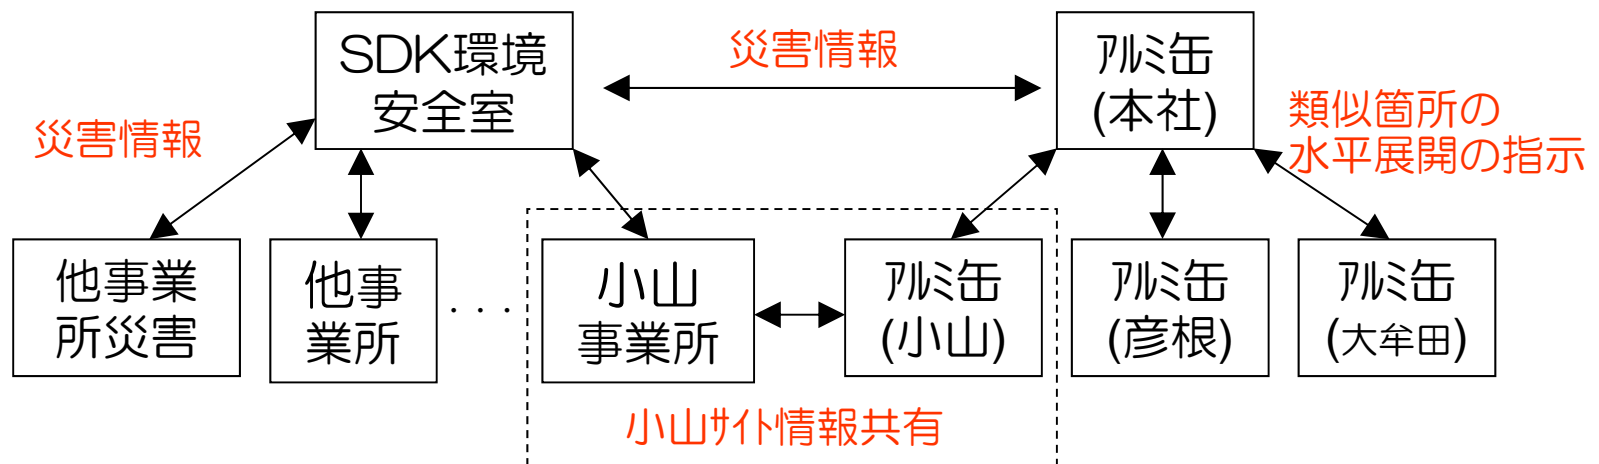 SDK環境
安全室
災害情報
ｱﾙﾐ缶
(本社)
災害情報
類似箇所の
水平展開の指示
他事業
所災害
他事
業所
・・・
小山
事業所
ｱﾙﾐ缶
(小山)
ｱﾙﾐ缶
(彦根)
ｱﾙﾐ缶
(大牟田)
小山ｻｲﾄ情報共有